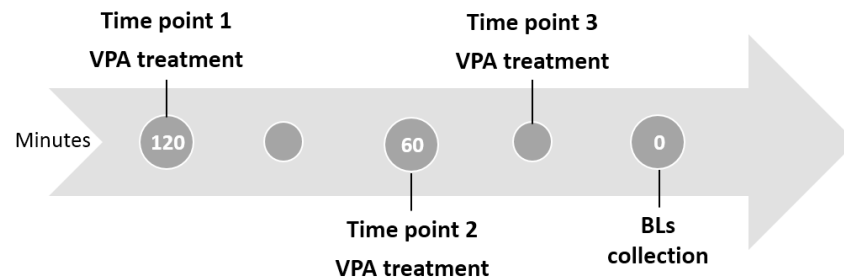 Time point 1
VPA treatment
Time point 3
VPA treatment
Minutes
120
60
0
Time point 2
VPA treatment
BLs
collection